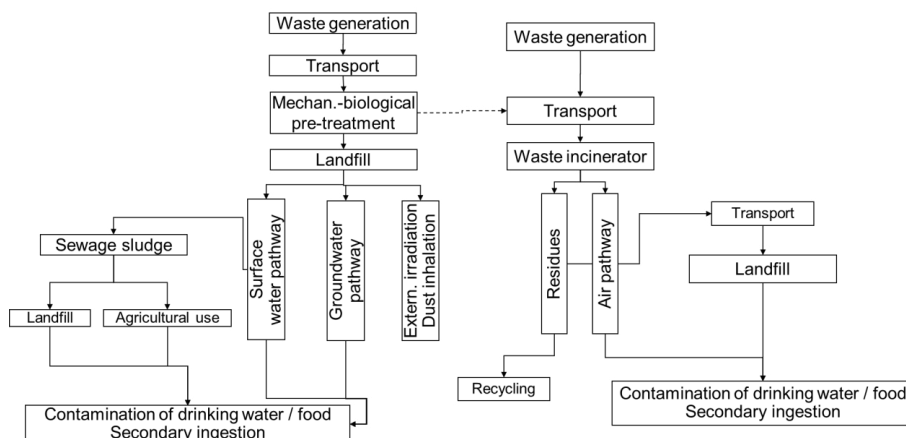 Waste generation
Transport
Mechan.-biological
pre-treatment
Landfill
Surface
water pathway
Groundwater
pathway
Extern. irradiation
Dust inhalation
Sewage sludge
Landfill
Agricultural use
Contamination of drinking water / food
Secondary ingestion
Waste generation
Transport
Waste incinerator
Residues
Air pathway
Transport
Landfill
Recycling
Contamination of drinking water / food
Secondary ingestion